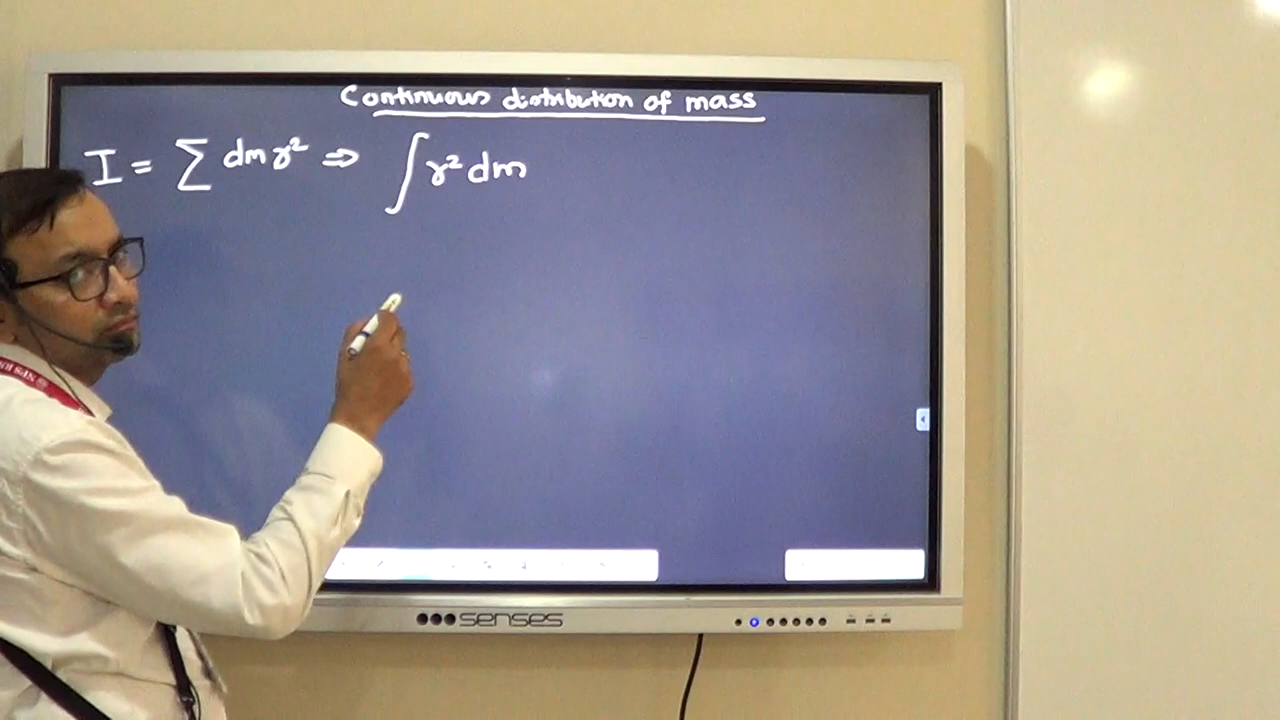 Continuous distribution of mass
I = ∑ dm r² ⇒ ∫ r² dm
senses